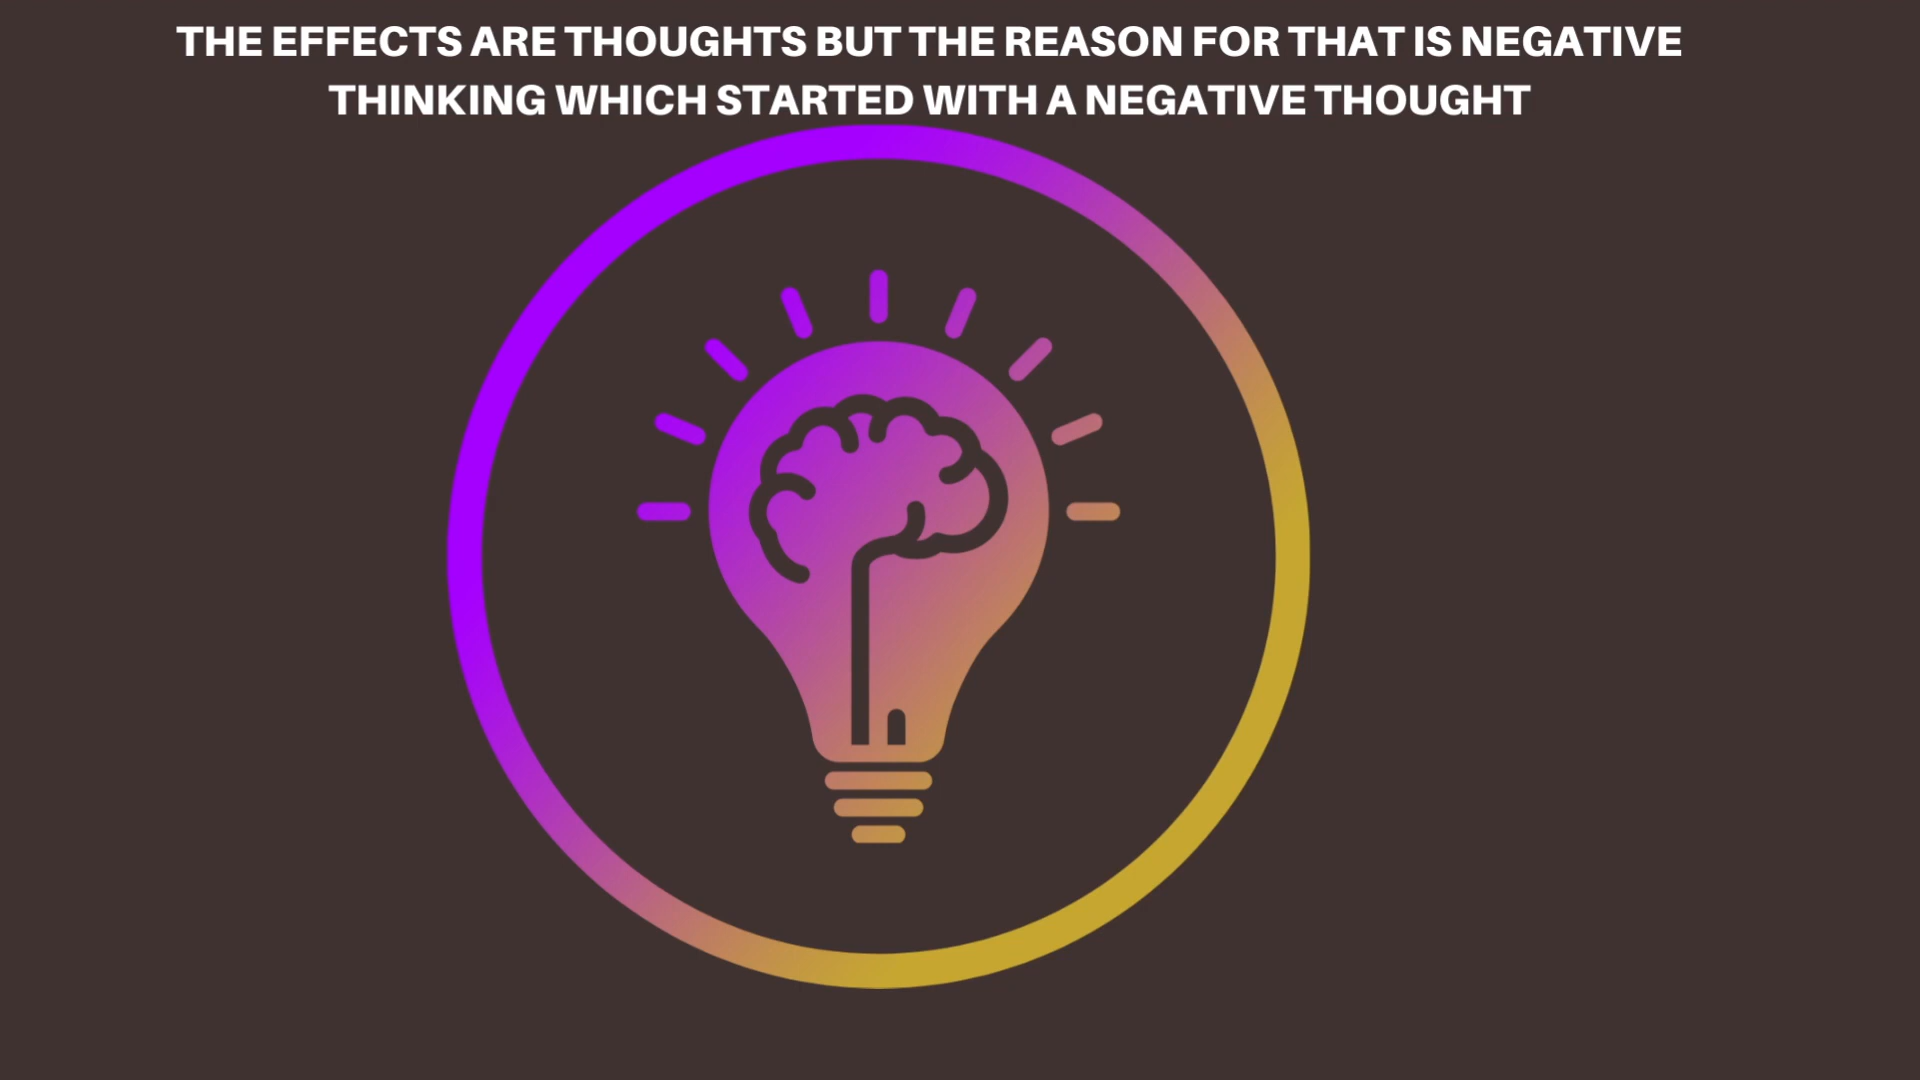 THE EFFECTS ARE THOUGHTS BUT THE REASON FOR THAT IS NEGATIVE
THINKING WHICH STARTED WITH A NEGATIVE THOUGHT